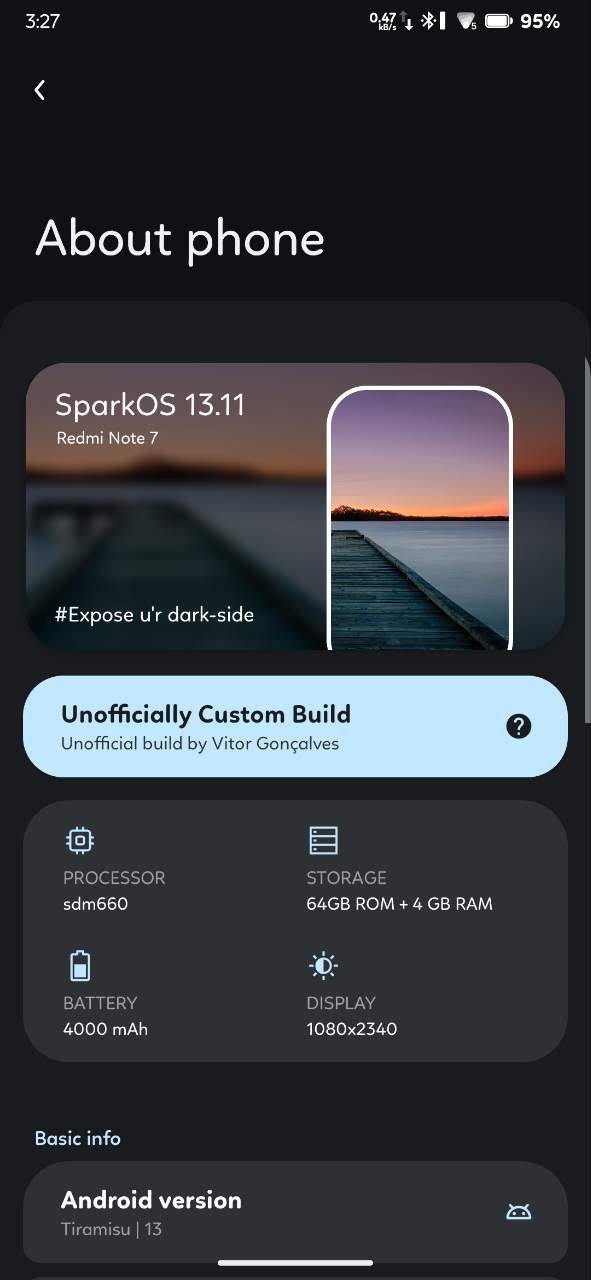 3:27
0.47
kB/s
5
95%
About phone
SparkOS 13.11
Redmi Note 7
#Expose u'r dark-side
Unofficially Custom Build
Unofficial build by Vitor Gonçalves
?
PROCESSOR
STORAGE
sdm660
64GB ROM + 4 GB RAM
BATTERY
DISPLAY
4000 mAh
1080x2340
Basic info
Android version
Tiramisu | 13